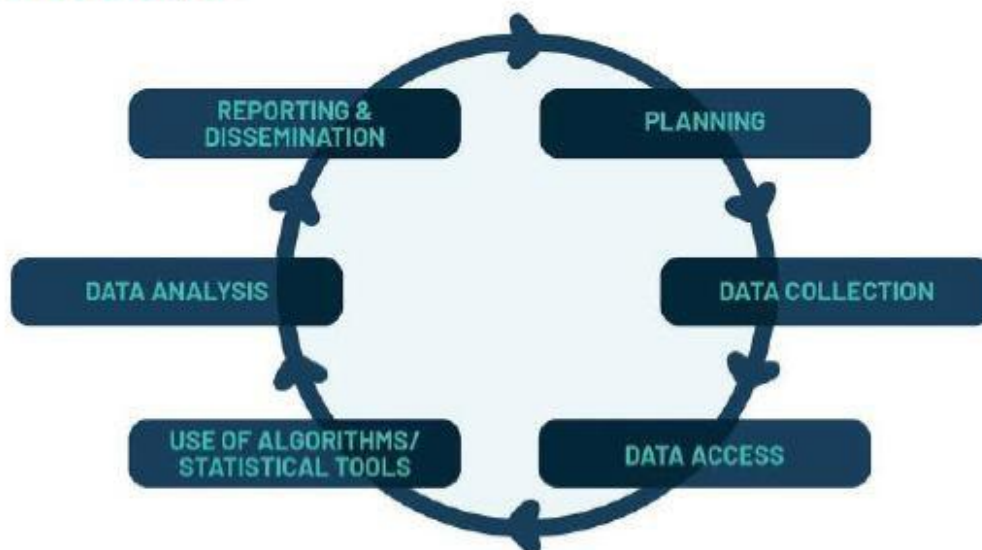 REPORTING &
DISSEMINATION
PLANNING
DATA ANALYSIS
DATA COLLECTION
USE OF ALGORITHMS/
STATISTICAL TOOLS
DATA ACCESS